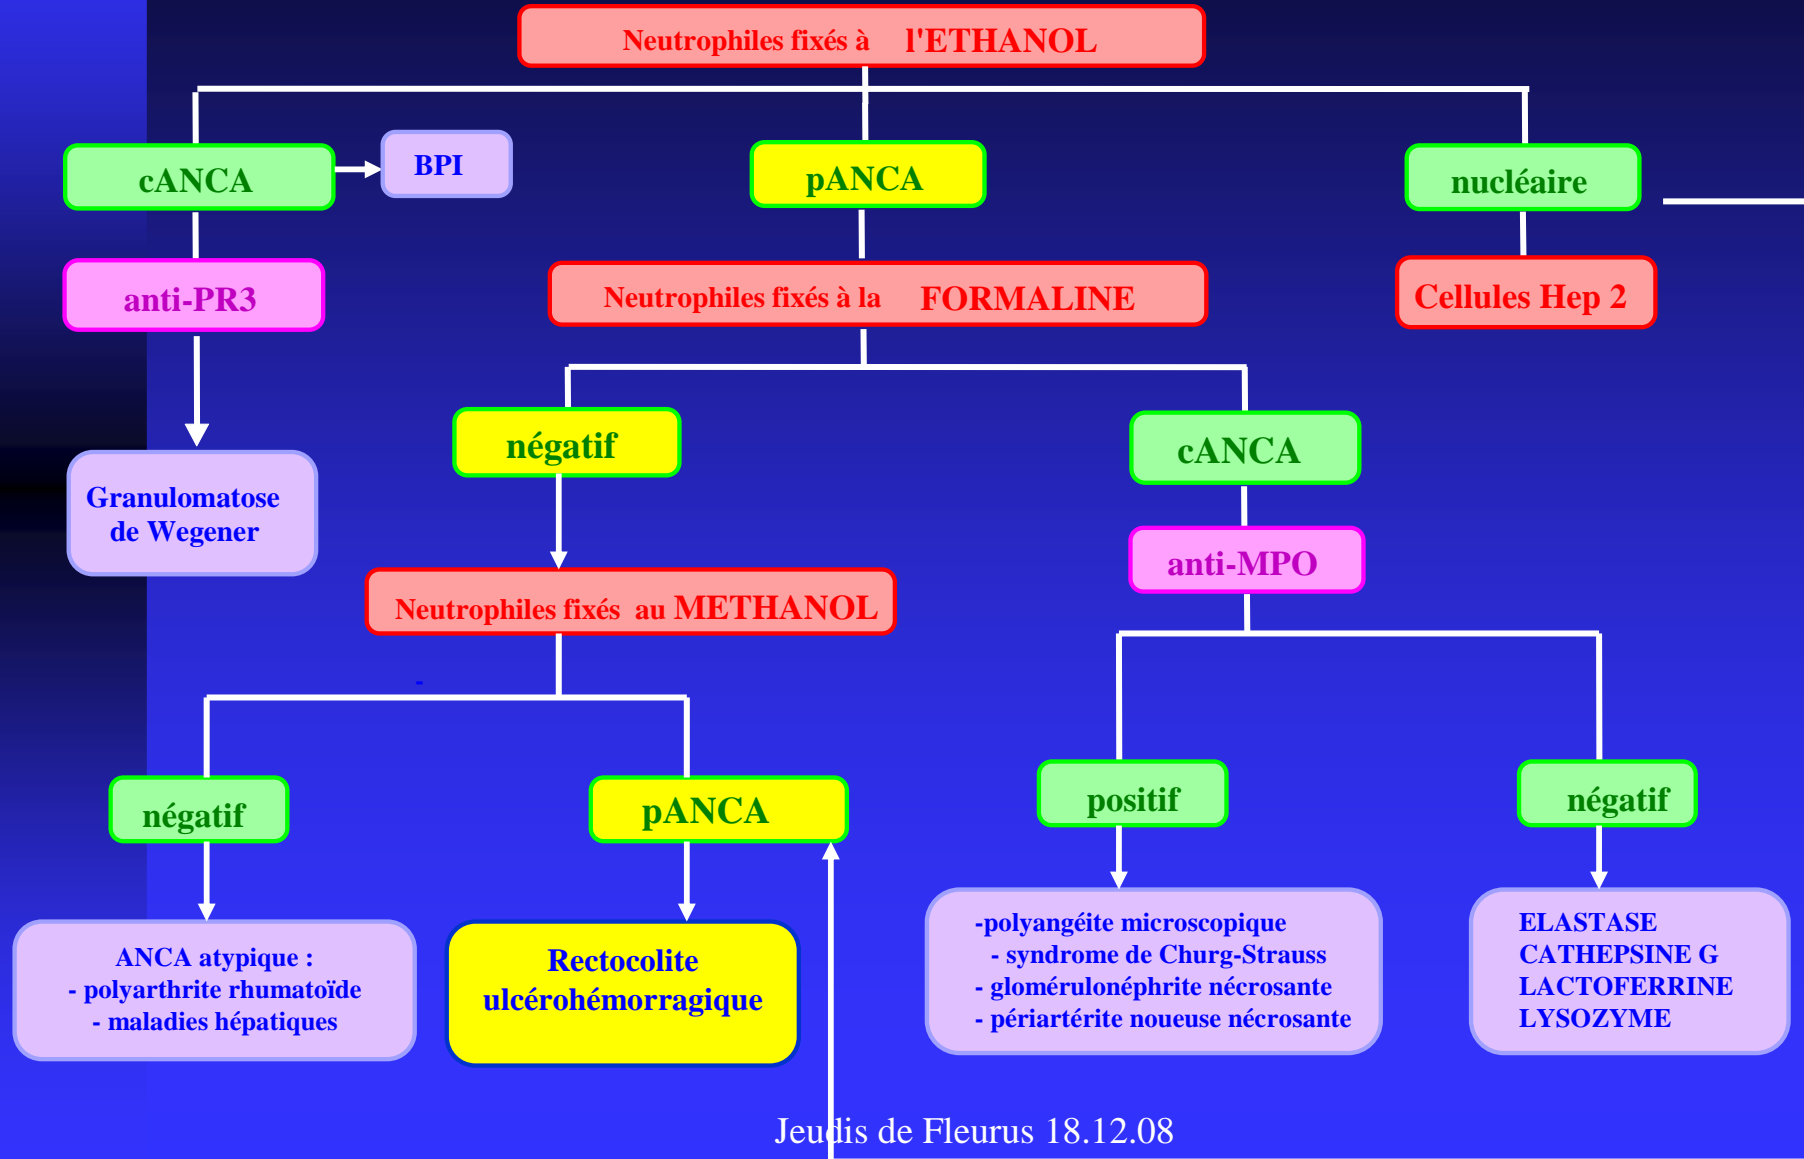 Neutrophiles fixés à l'ETHANOL
cANCA
BPI
pANCA
nucléaire
anti-PR3
Neutrophiles fixés à la FORMALINE
Cellules Hep 2
négatif
cANCA
Granulomatose
de Wegener
anti-MPO
Neutrophiles fixés au METHANOL
-
négatif
pANCA
positif
négatif
ANCA atypique :
- polyarthrite rhumatoïde
- maladies hépatiques
Rectocolite
ulcérohémorragique
-polyangéite microscopique
- syndrome de Churg-Strauss
- glomérulonéphrite nécrosante
- périartérite noueuse nécrosante
ELASTASE
CATHEPSINE G
LACTOFERRINE
LYSOZYME
Jeudis de Fleurus 18.12.08